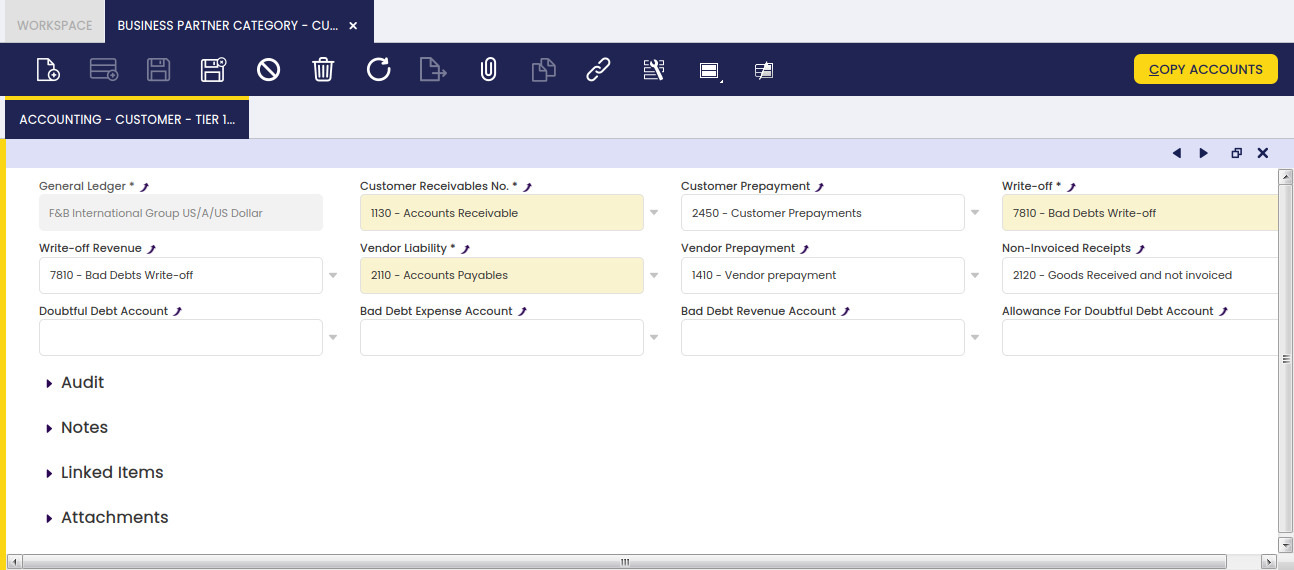 WORKSPACE
BUSINESS PARTNER CATEGORY - CU...
COPY ACCOUNTS
ACCOUNTING - CUSTOMER - TIER 1...
General Ledger *
Customer Receivables No. *
Customer Prepayment
Write-off *
F&B International Group US/A/US Dollar
1130 - Accounts Receivable
2450 - Customer Prepayments
7810 - Bad Debts Write-off
Write-off Revenue
Vendor Liability *
Vendor Prepayment
Non-Invoiced Receipts
7810 - Bad Debts Write-off
2110 - Accounts Payables
1410 - Vendor prepayment
2120 - Goods Received and not invoiced
Doubtful Debt Account
Bad Debt Expense Account
Bad Debt Revenue Account
Allowance For Doubtful Debt Account
Audit
Notes
Linked Items
Attachments